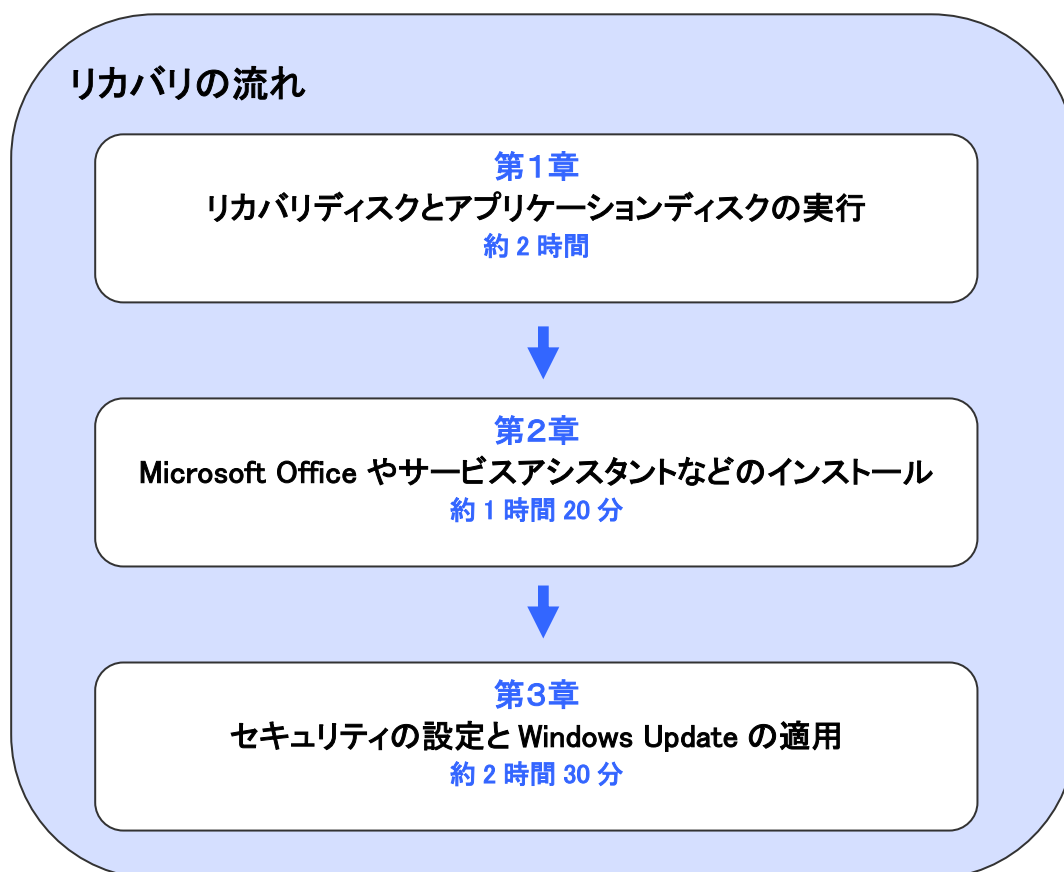 リカバリの流れ
第1章
リカバリディスクとアプリケーションディスクの実行
約 2 時間
第2章
Microsoft Office やサービスアシスタントなどのインストール
約 1 時間 20 分
第3章
セキュリティの設定と Windows Update の適用
約 2 時間 30 分